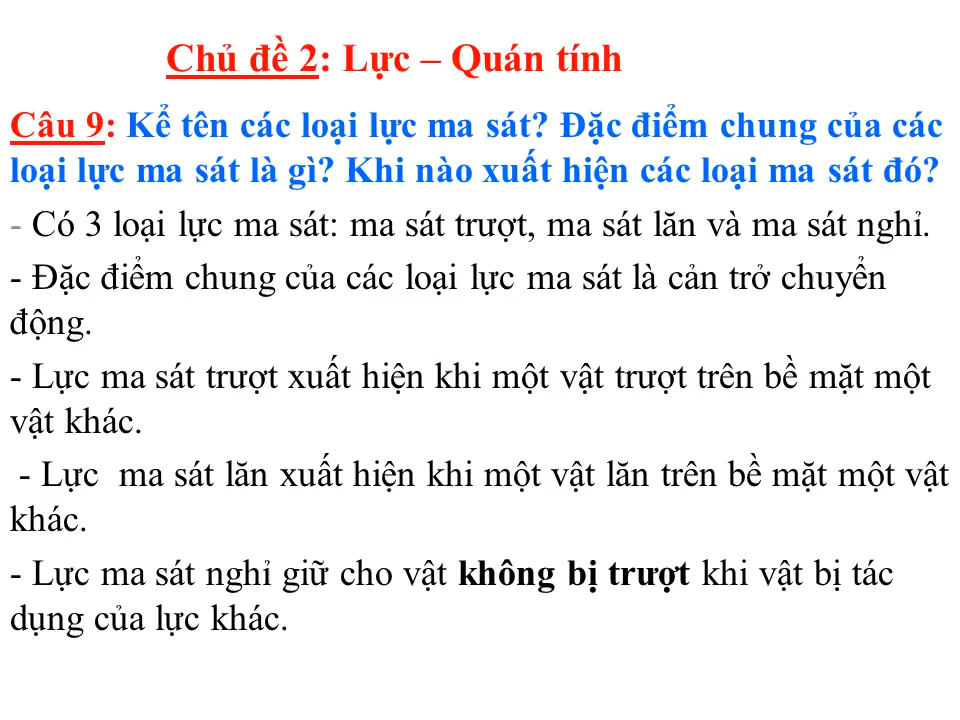 Chủ đề 2: Lực – Quán tính
Câu 9: Kể tên các loại lực ma sát? Đặc điểm chung của các
loại lực ma sát là gì? Khi nào xuất hiện các loại ma sát đó?
- Có 3 loại lực ma sát: ma sát trượt, ma sát lăn và ma sát nghỉ.
- Đặc điểm chung của các loại lực ma sát là cản trở chuyển
động.
- Lực ma sát trượt xuất hiện khi một vật trượt trên bề mặt một
vật khác.
- Lực ma sát lăn xuất hiện khi một vật lăn trên bề mặt một vật
khác.
- Lực ma sát nghỉ giữ cho vật không bị trượt khi vật bị tác
dụng của lực khác.